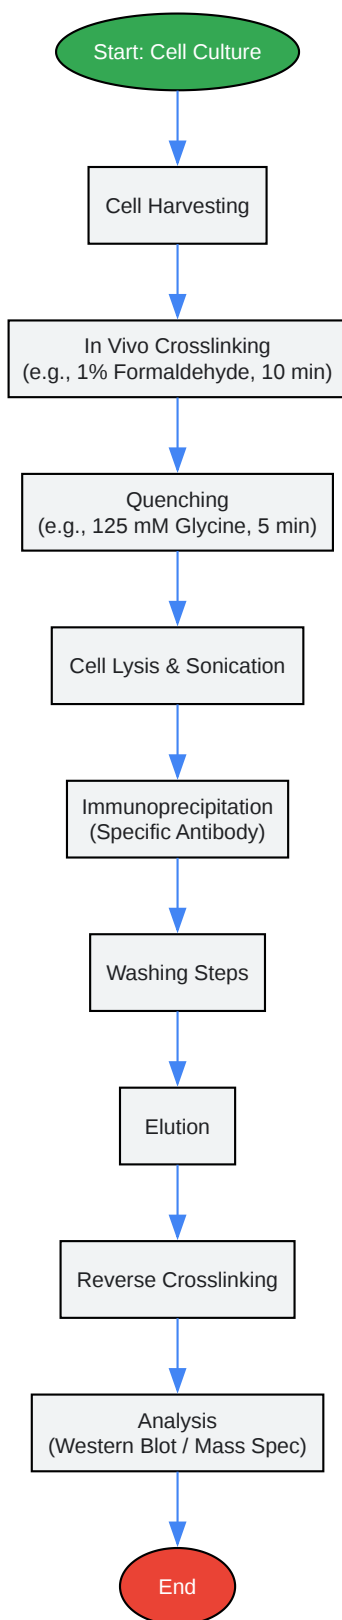 Start: Cell Culture
Cell Harvesting
In Vivo Crosslinking
(e.g., 1% Formaldehyde, 10 min)
Quenching
(e.g., 125 mM Glycine, 5 min)
Cell Lysis & Sonication
Immunoprecipitation
(Specific Antibody)
Washing Steps
Elution
Reverse Crosslinking
Analysis
(Western Blot / Mass Spec)
End